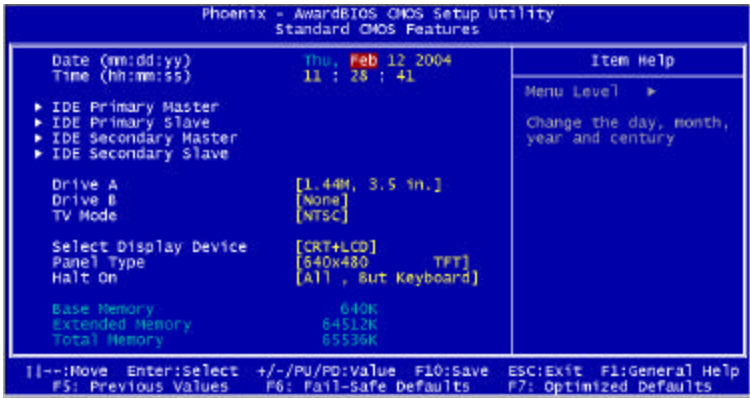 Phoenix - AwardBIOS CMOS Setup Utility
Standard CMOS Features
Date (mm:dd:yy) Thu, Feb 12 2004
Time (hh:mm:ss) 11 : 28 : 41
IDE Primary Master
IDE Primary Slave
IDE Secondary Master
IDE Secondary Slave
Drive A [1.44M, 3.5 in.]
Drive B [None]
TV Mode [NTSC]
Select Display Device [CRT+LCD]
Panel Type [640x480 TFT]
Halt On [All , But Keyboard]
Base Memory 640K
Extended Memory 64512K
Total Memory 65536K
Item Help
Menu Level
Change the day, month,
year and century
||--:Move Enter:Select +/-/PU/PD:Value F10:Save ESC:Exit F1:General Help
F5: Previous Values F6: Fail-Safe Defaults F7: Optimized Defaults